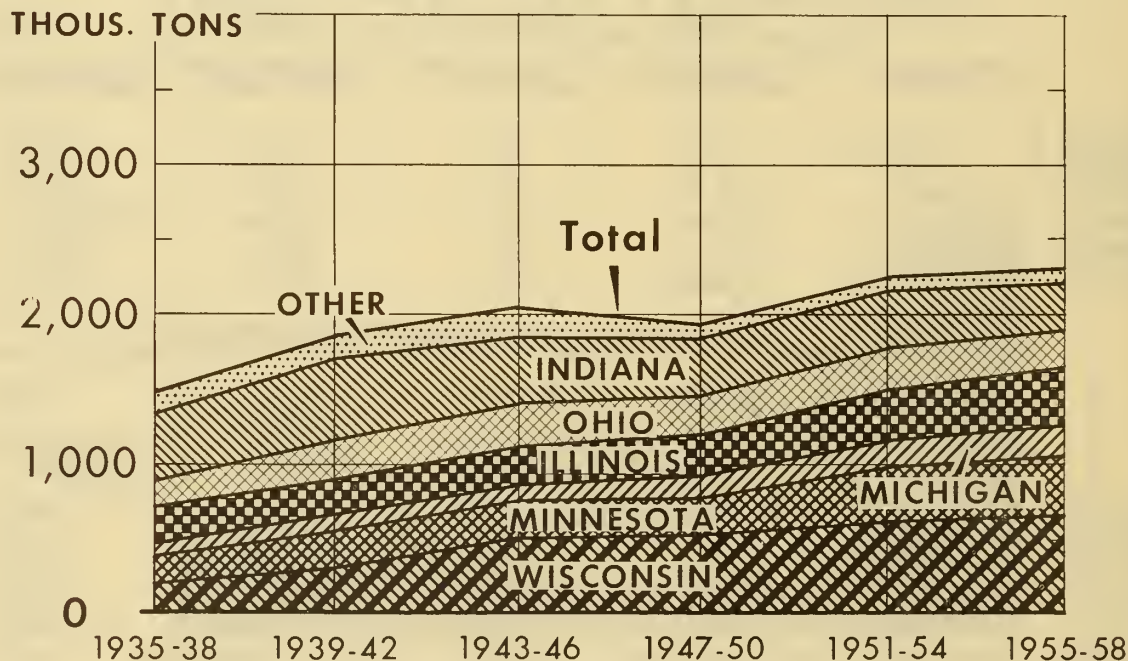 THOUS. TONS
3,000
Total
2,000
OTHER
INDIANA
OHIO
1,000
ILLINOIS
MICHIGAN
MINNESOTA
WISCONSIN
0
1935-38 1939-42 1943-46 1947-50 1951-54 1955-58